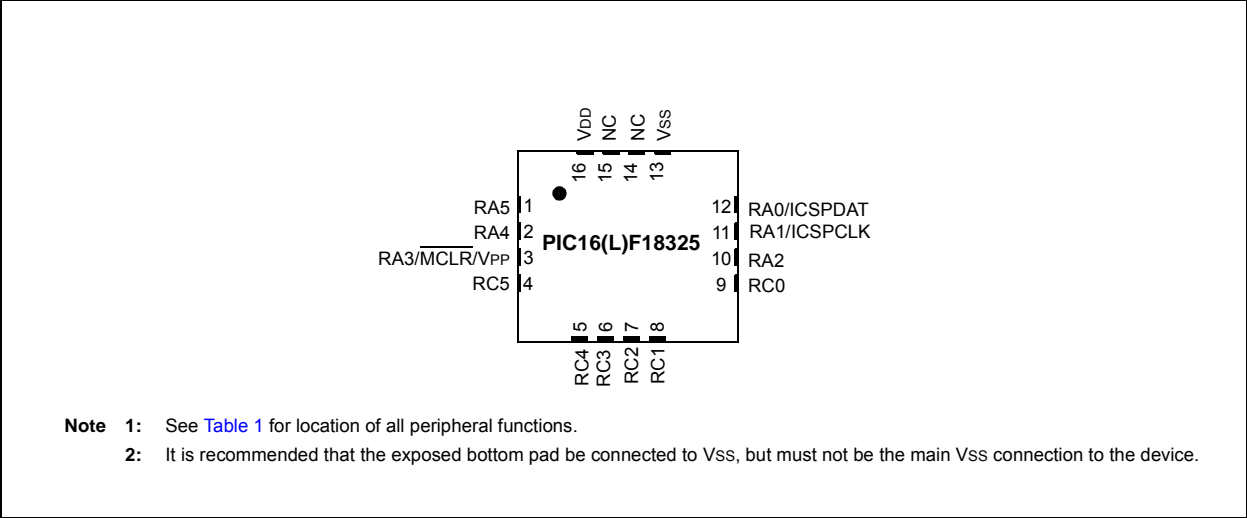 VDD
NC
NC
VSS
16
15
14
13
RA5 1
RA4 2
RA3/MCLR/VPP 3
RC5 4
PIC16(L)F18325
12 RA0/ICSPDAT
11 RA1/ICSPCLK
10 RA2
9 RC0
5
6
7
8
RC4
RC3
RC2
RC1
Note 1: See Table 1 for location of all peripheral functions.
2: It is recommended that the exposed bottom pad be connected to VSS, but must not be the main VSS connection to the device.